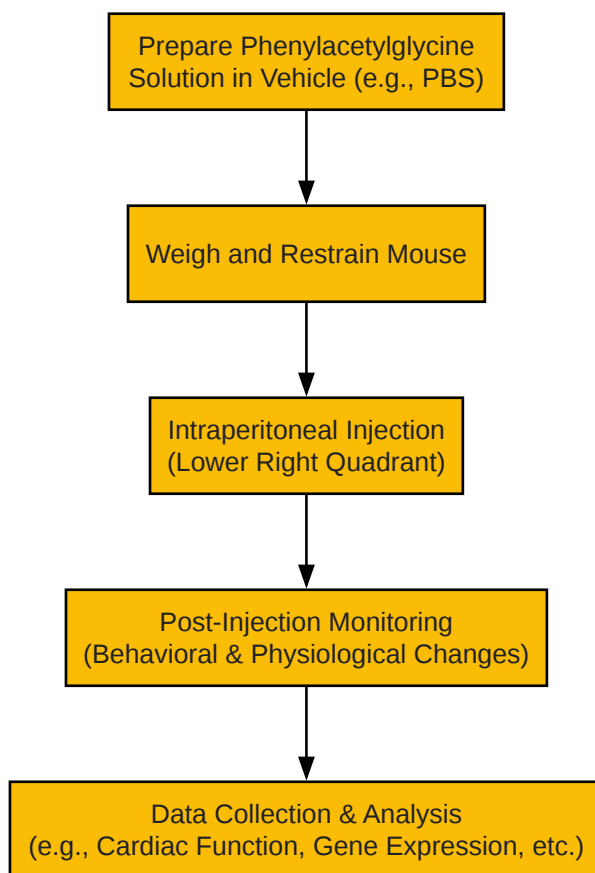 Prepare Phenylacetylglycine
Solution in Vehicle (e.g., PBS)
Weigh and Restrain Mouse
Intraperitoneal Injection
(Lower Right Quadrant)
Post-Injection Monitoring
(Behavioral & Physiological Changes)
Data Collection & Analysis
(e.g., Cardiac Function, Gene Expression, etc.)